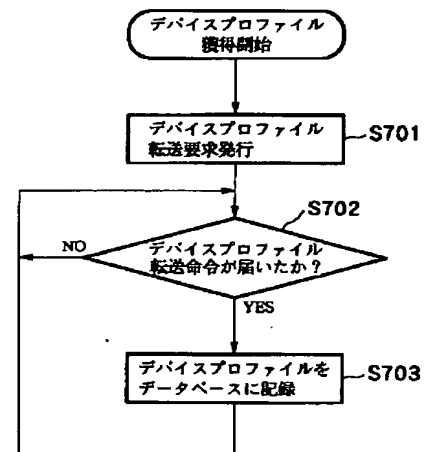 デバイスプロファイル
獲得開始
デバイスプロファイル
転送要求発行
S701
S702
デバイスプロファイル
転送命令が届いたか?
NO
YES
デバイスプロファイルを
データベースに記録
S703